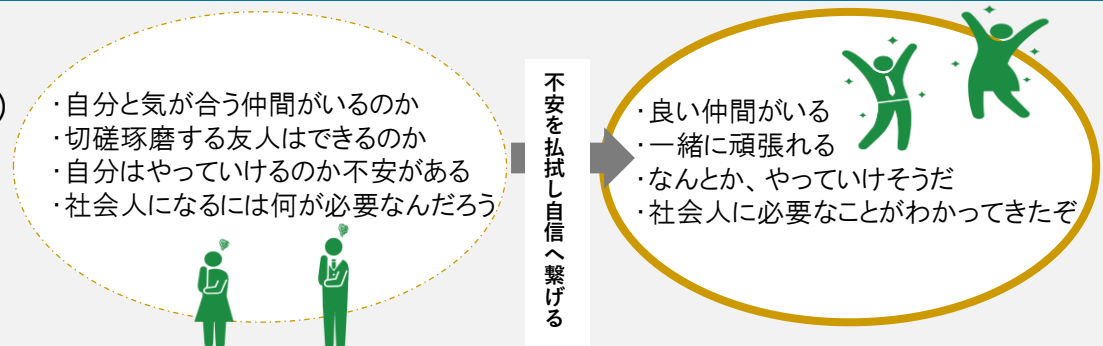 )
・自分と気が合う仲間がいるのか
・切磋琢磨する友人はできるのか
・自分はやっていけるのか不安がある
・社会人になるには何が必要なんだろう
不安を払拭し自信へ繋げる
・良い仲間がいる
・一緒に頑張れる
・なんとか、やっていけそうだ
・社会人に必要なことがわかってきたぞ